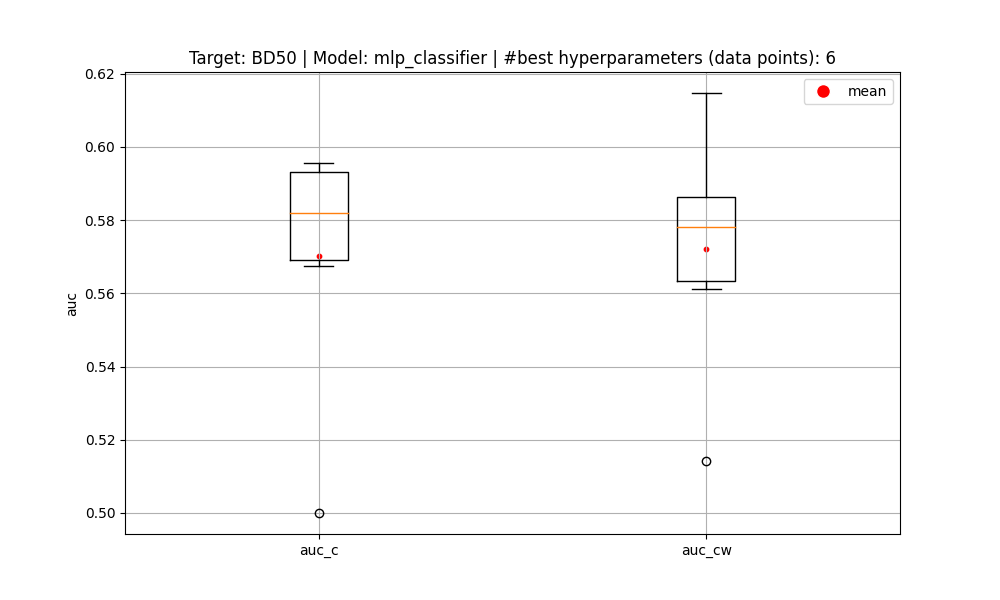 Target: BD50 | Model: mlp_classifier | #best hyperparameters (data points): 6
0.62
0.60
0.58
0.56
0.54
0.52
0.50
auc
mean
auc_c
auc_cw